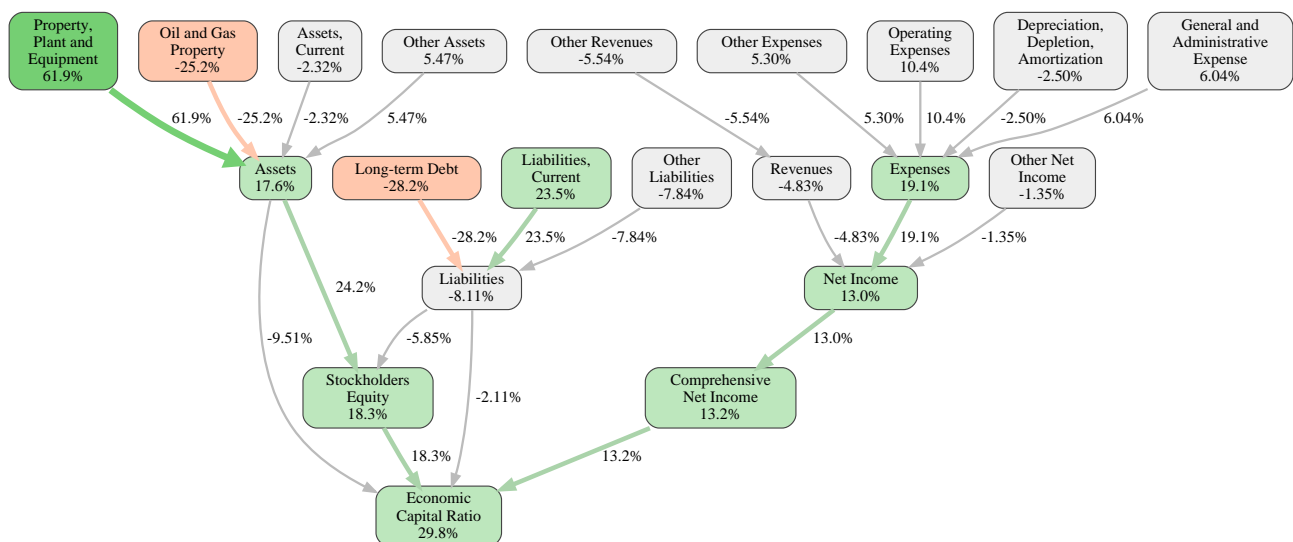 Property,
Plant and
Equipment
61.9%
Oil and Gas
Property
-25.2%
Assets,
Current
-2.32%
Other Assets
5.47%
Other Revenues
-5.54%
Other Expenses
5.30%
Operating
Expenses
10.4%
Depreciation,
Depletion,
Amortization
-2.50%
General and
Administrative
Expense
6.04%
61.9%
-25.2%
-2.32%
5.47%
-5.54%
5.30%
10.4%
-2.50%
6.04%
Assets
17.6%
Long-term Debt
-28.2%
Liabilities,
Current
23.5%
Other
Liabilities
-7.84%
Revenues
-4.83%
Expenses
19.1%
Other Net
Income
-1.35%
-28.2%
23.5%
-7.84%
-4.83%
19.1%
-1.35%
24.2%
Liabilities
-8.11%
Net Income
13.0%
-9.51%
-5.85%
13.0%
Stockholders
Equity
18.3%
-2.11%
Comprehensive
Net Income
13.2%
18.3%
13.2%
Economic
Capital Ratio
29.8%